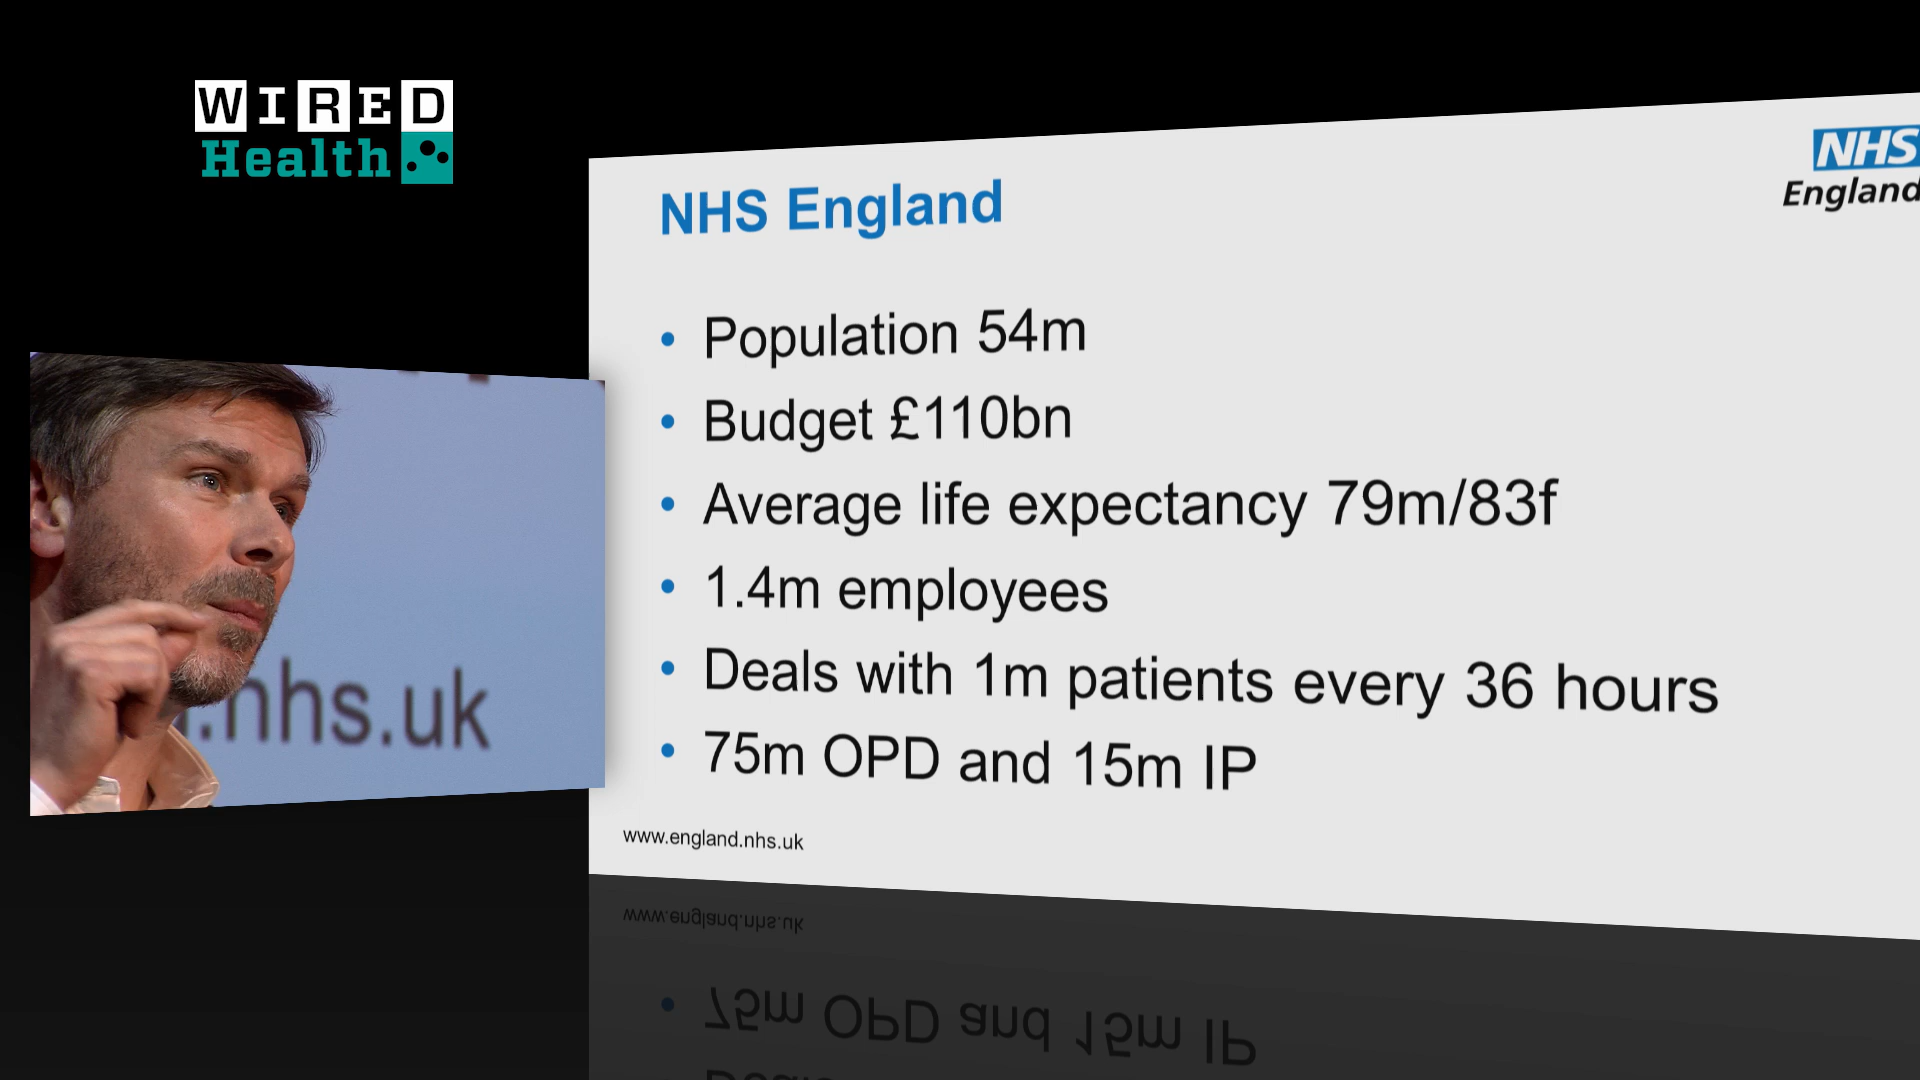 WIRED
Health
NHS
England
NHS England
• Population 54m
• Budget £110bn
• Average life expectancy 79m/83f
• 1.4m employees
• Deals with 1m patients every 36 hours
• 75m OPD and 15m IP
www.england.nhs.uk
.nhs.uk
www.england.nhs.uk
• 75m OPD and 15m IP